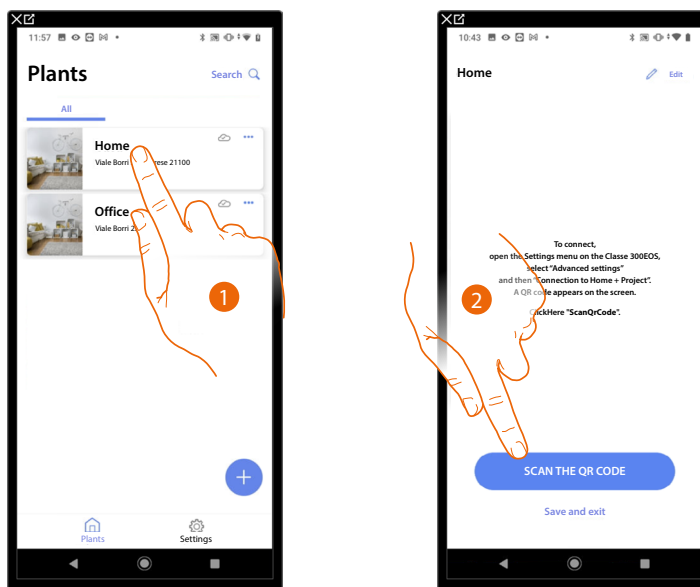 11:57
Plants
Search
All
Home
Viale Borri rese 21100
Office
Viale Borri 2
1
Plants
Settings
10:43
Home
Edit
To connect,
open the Settings menu on the Classe 300EOS,
select "Advanced settings"
and then "Connection to Home + Project".
A QR code appears on the screen.
ClickHere "ScanQrCode".
2
SCAN THE QR CODE
Save and exit